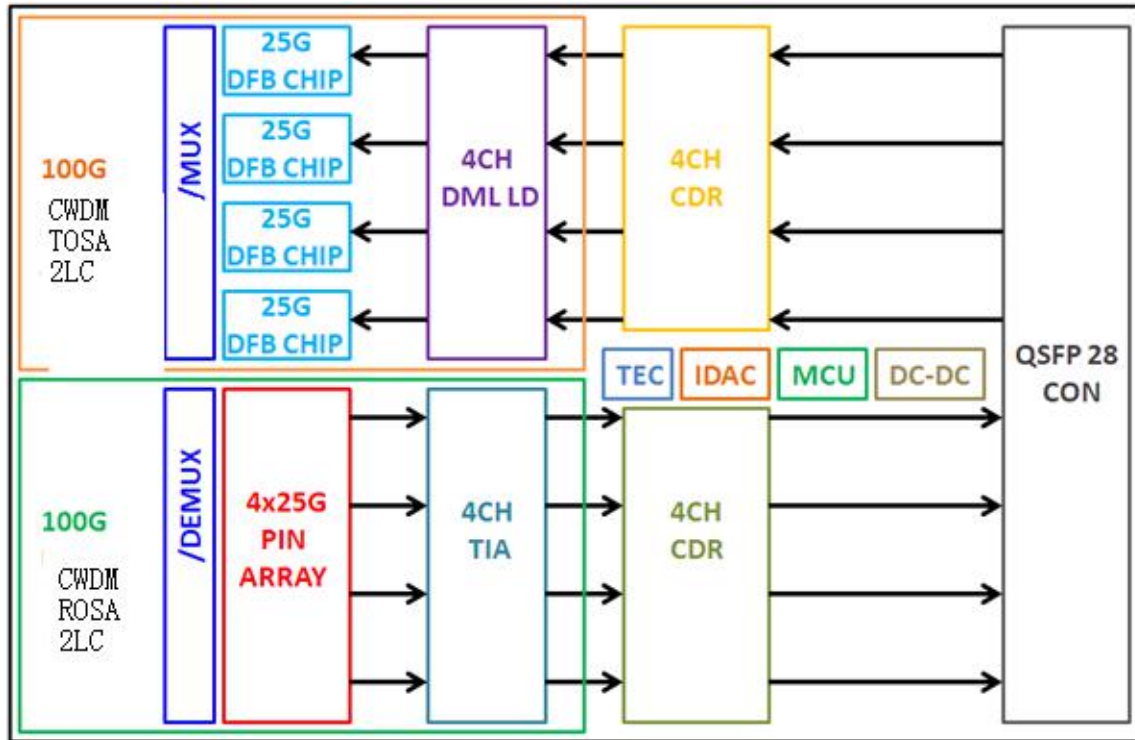 100G
CWDM
TOSA
2LC
/MUX
25G
DFB CHIP
25G
DFB CHIP
25G
DFB CHIP
25G
DFB CHIP
4CH
DML LD
4CH
CDR
QSFP 28
CON
TEC
IDAC
MCU
DC-DC
100G
CWDM
ROSA
2LC
/DEMUX
4x25G
PIN
ARRAY
4CH
TIA
4CH
CDR